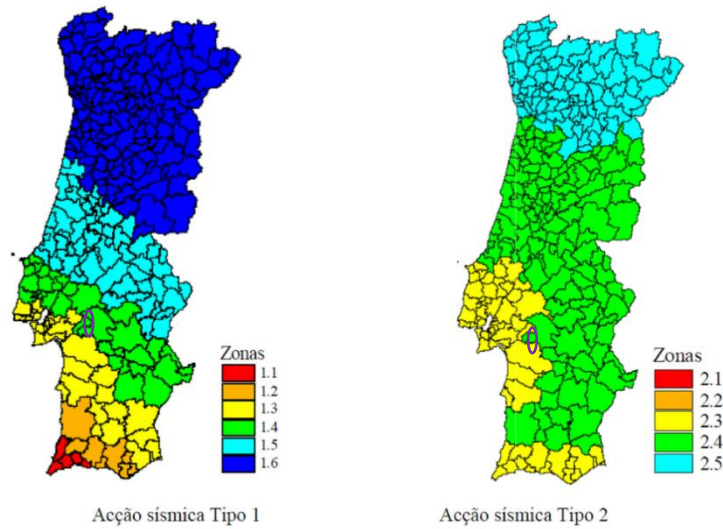 Zonas
1.1
1.2
1.3
1.4
1.5
1.6
Acção sísmica Tipo 1
Zonas
2.1
2.2
2.3
2.4
2.5
Acção sísmica Tipo 2